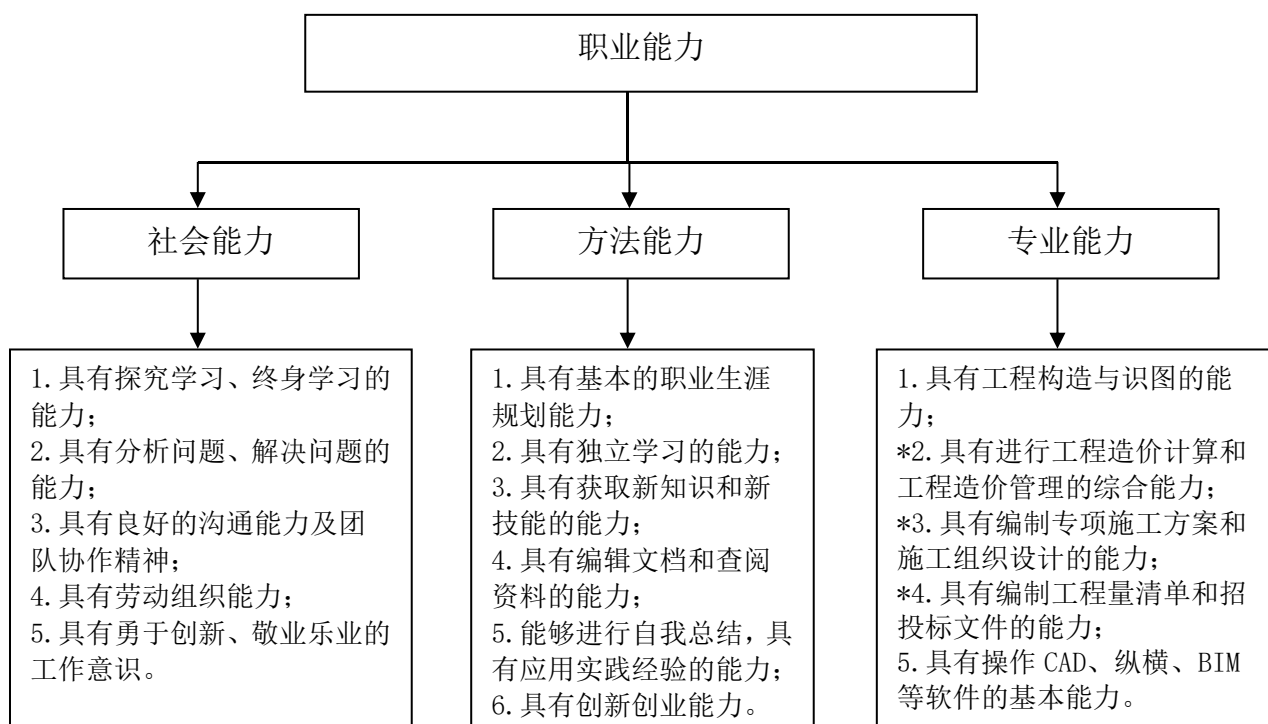 职业能力
社会能力
方法能力
专业能力
1.具有探究学习、终身学习的
能力；
2.具有分析问题、解决问题的
能力；
3.具有良好的沟通能力及团
队协作精神；
4.具有劳动组织能力；
5.具有勇于创新、敬业乐业的
工作意识。
1.具有基本的职业生涯
规划能力；
2.具有独立学习的能力；
3.具有获取新知识和新
技能的能力；
4.具有编辑文档和查阅
资料的能力；
5.能够进行自我总结，具
有应用实践经验的能力；
6.具有创新创业能力。
1.具有工程构造与识图的能
力；
*2.具有进行工程造价计算和
工程造价管理的综合能力；
*3.具有编制专项施工方案和
施工组织设计的能力；
*4.具有编制工程量清单和招
投标文件的能力；
5.具有操作 CAD、纵横、BIM
等软件的基本能力。